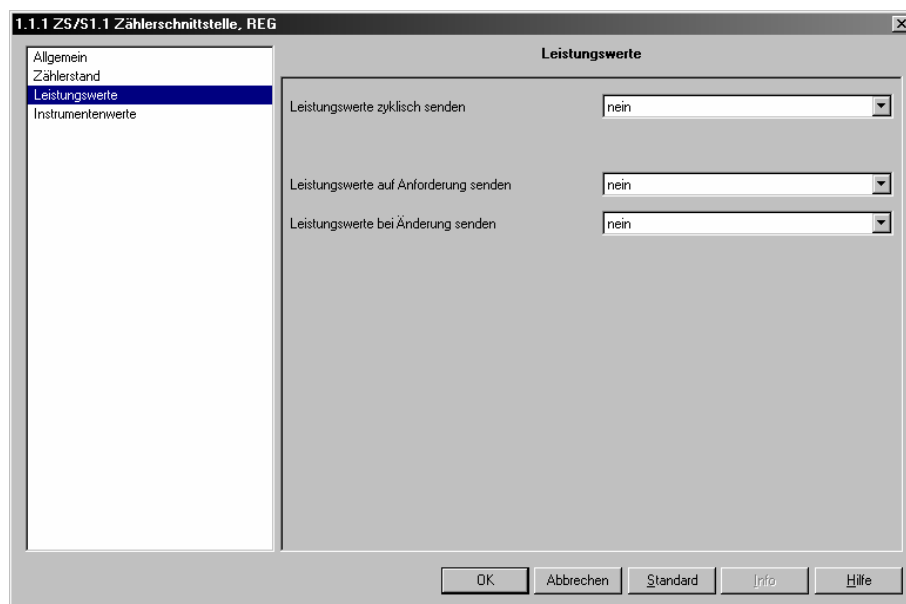 1.1.1 ZS/S1.1 Zählerschnittstelle, REG
Allgemein
Zählerstand
Leistungswerte
Instrumentenwerte
Leistungswerte
Leistungswerte zyklisch senden
nein
Leistungswerte auf Anforderung senden
nein
Leistungswerte bei Änderung senden
nein
OK
Abbrechen
Standard
Info
Hilfe